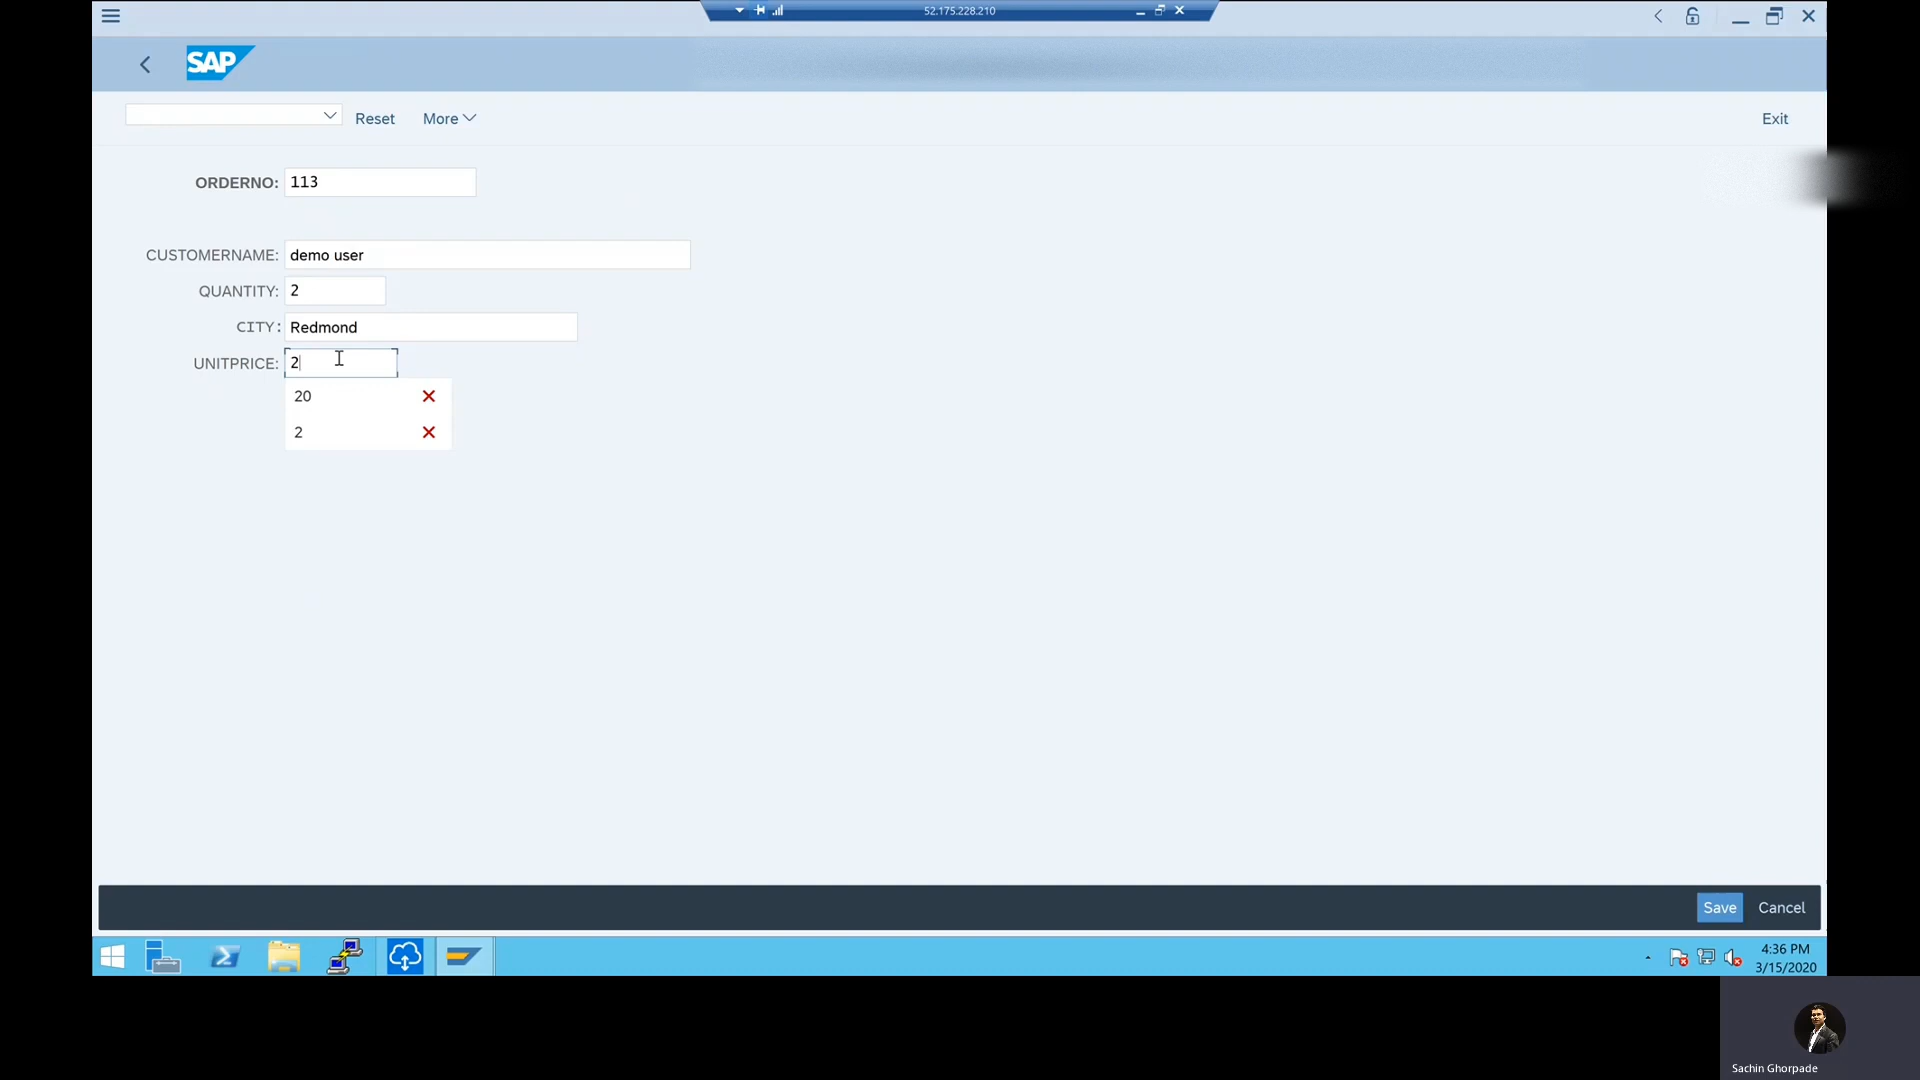 52.175.228.210
SAP
Reset More Exit
ORDERNO: 113
CUSTOMERNAME: demo user
QUANTITY: 2
CITY: Redmond
UNITPRICE: 2
20
2
Save Cancel
4:36 PM
3/15/2020
Sachin Ghorpade